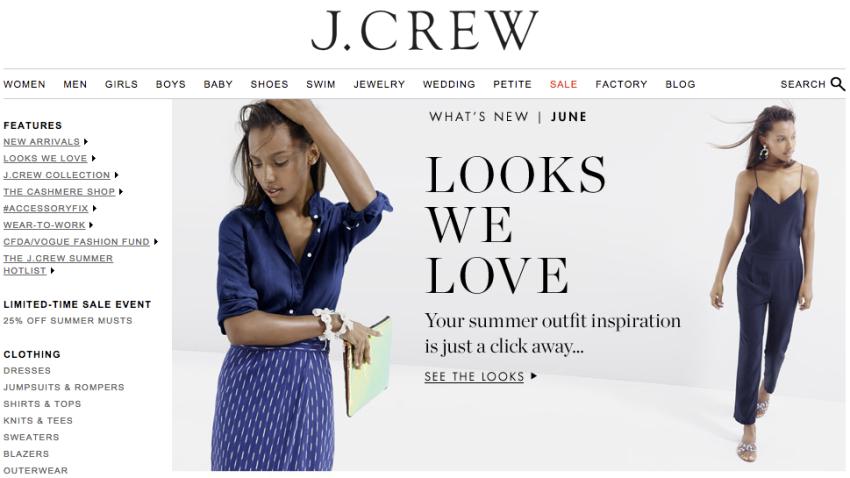 J.CREW
WOMEN MEN GIRLS BOYS BABY SHOES SWIM JEWELRY WEDDING PETITE SALE FACTORY BLOG SEARCH
FEATURES
NEW ARRIVALS
LOOKS WE LOVE
J.CREW COLLECTION
THE CASHMERE SHOP
#ACCESSORYFIX
WEAR-TO-WORK
CFDA/VOGUE FASHION FUND
THE J.CREW SUMMER
HOTLIST
LIMITED-TIME SALE EVENT
25% OFF SUMMER MUSTS
CLOTHING
DRESSES
JUMPSUITS & ROMPERS
SHIRTS & TOPS
KNITS & TEES
SWEATERS
BLAZERS
OUTERWEAR
WHAT'S NEW | JUNE
LOOKS
WE
LOVE
Your summer outfit inspiration
is just a click away...
SEE THE LOOKS